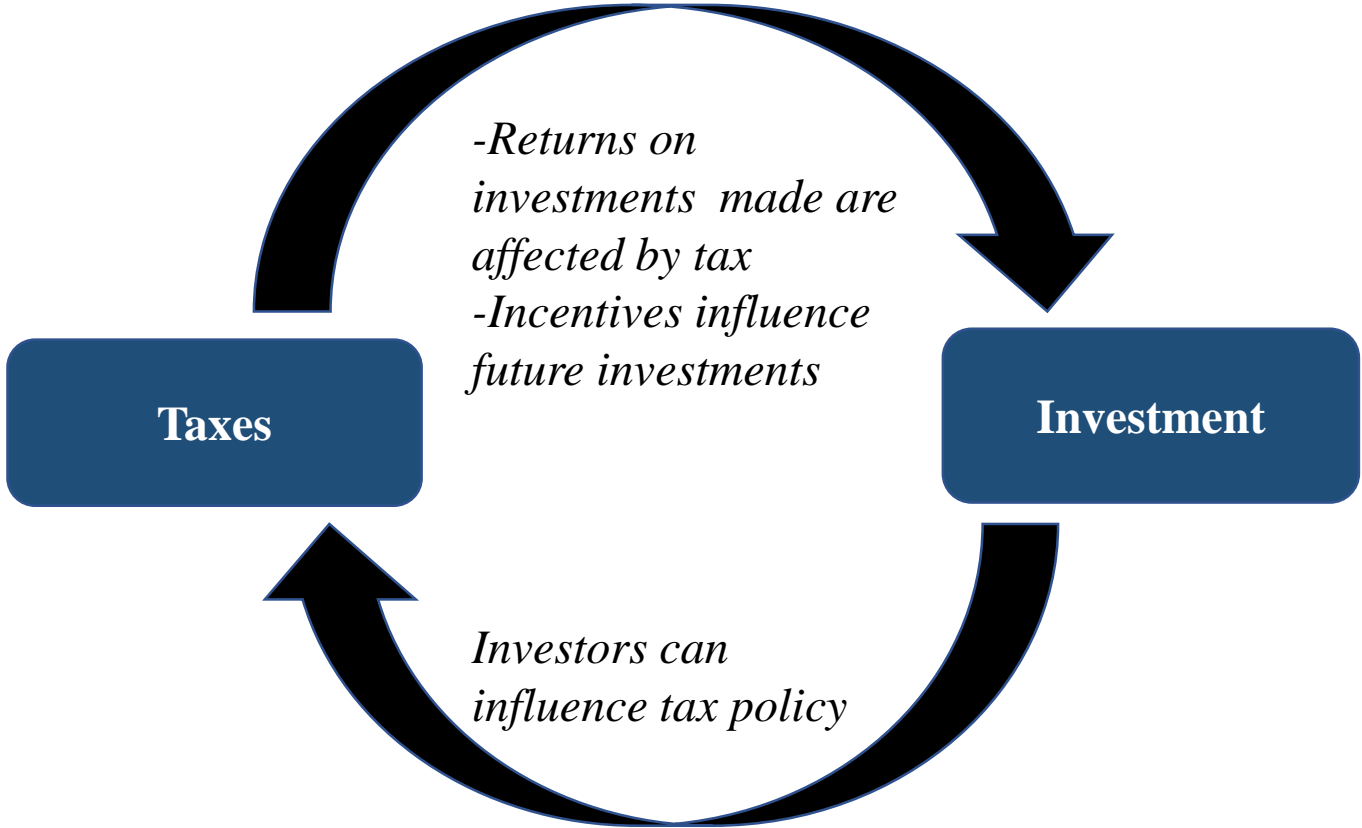 -Returns on
investments  made are
affected by tax
-Incentives influence
future investments
Taxes
Investment
Investors can
influence tax policy